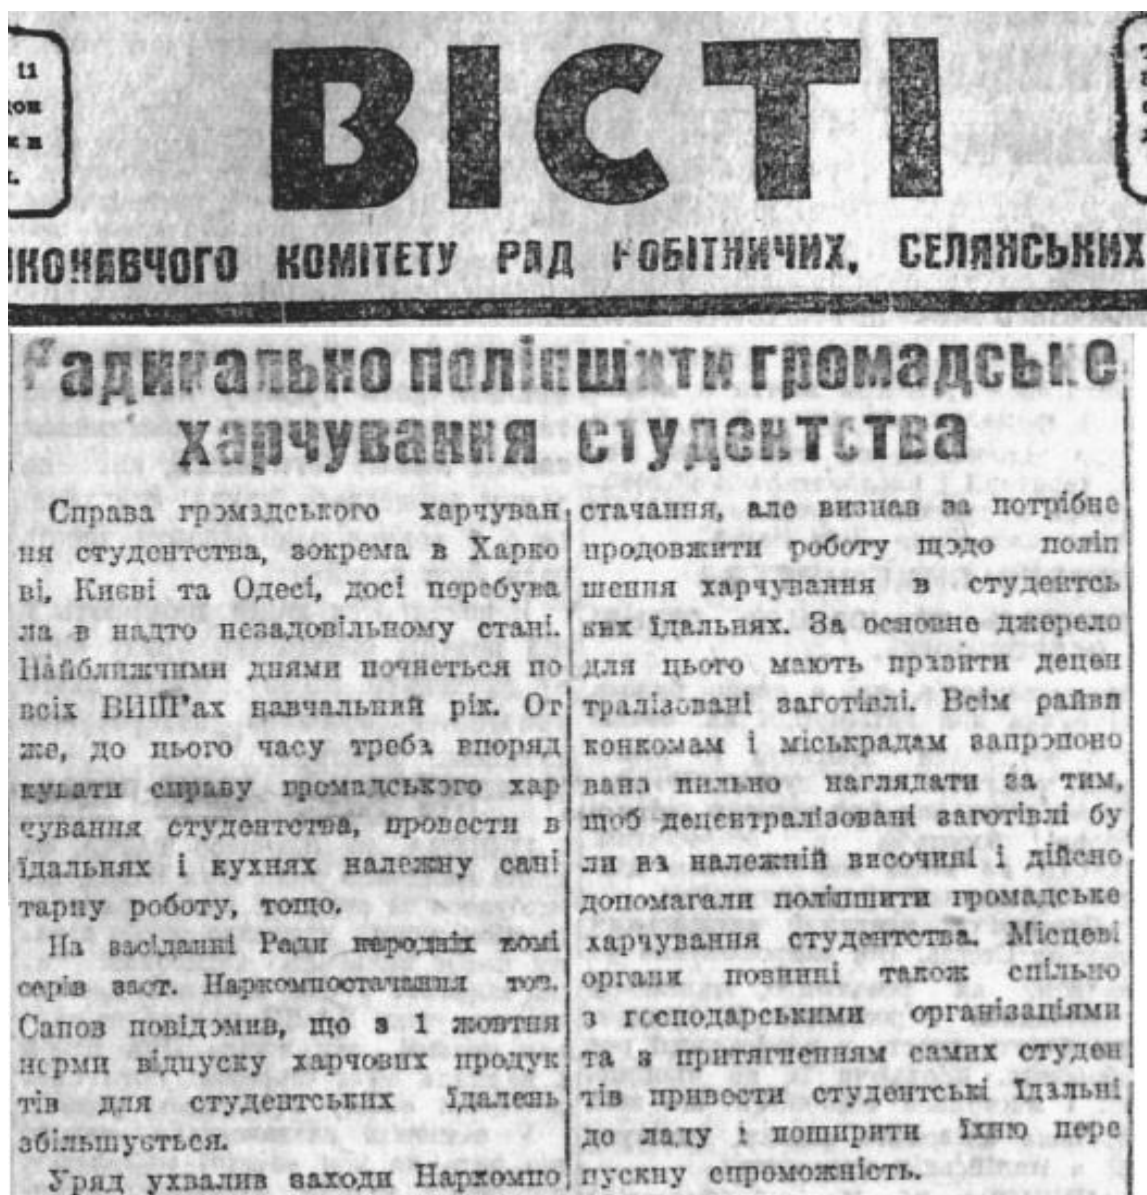 11
ВІСТІ
КОНАВЧОГО КОМІТЕТУ РАД РОБІТНИЧИХ, СЕЛЯНСЬКИХ
Радикально поліпшити громадське
харчування студентства
Справа громадського харчуван
ня студентства, зокрема в Харко
ві, Києві та Одесі, досі перебува
ла в надто незадовільному стані.
Найближчими днями почнеться по
всіх ВИШ'ах навчальний рік. От
же, до цього часу треба впоряд
кувати справу громадського хар
чування студентства, провести в
їдальнях і кухнях належну сані
тарну роботу, тощо.
На засіданні Ради народніх комі
сарів заст. Наркомпостачання тов.
Сапов повідомив, що з 1 жовтня
норми відпуску харчових продук
тів для студентських їдалень
збільшується.
Уряд ухвалив заходи Наркомпо
стачання, але визнав за потрібне
продовжити роботу щодо поліп
шення харчування в студентсь
ких їдальнях. За основне джерело
для цього мають правити децен
тралізовані заготівлі. Всім райви
конкомам і міськрадам запропоно
вано пильно наглядати за тим,
щоб децентралізовані заготівлі бу
ли на належній височині і дійсно
допомагали поліпшити громадське
харчування студентства. Місцеві
органи повинні також спільно
з господарськими організаціями
та з притягненням самих студен
тів привести студентські їдальні
до ладу і поширити їхню пере
пускну спроможність.